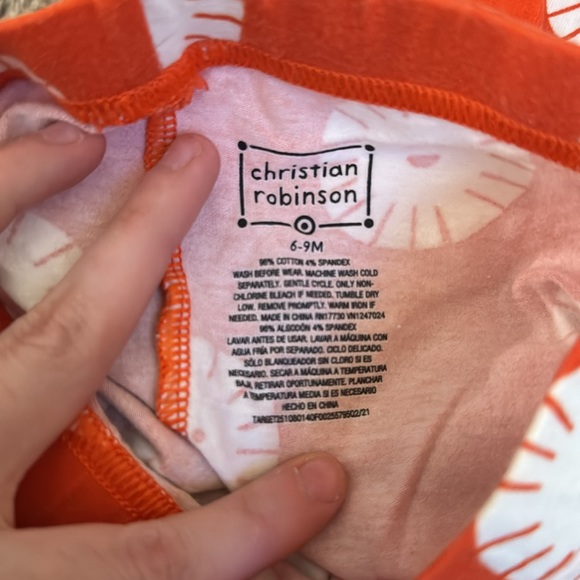 christian
robinson
6-9M
96% COTTON 4% SPANDEX
WASH BEFORE WEAR. MACHINE WASH COLD
SEPARATELY. GENTLE CYCLE. ONLY NON-
CHLORINE BLEACH IF NEEDED. TUMBLE DRY
LOW. REMOVE PROMPTLY. WARM IRON IF
NEEDED. MADE IN CHINA RN17730 VN1247024
96% ALGODÓN 4% SPANDEX
LAVAR ANTES DE USAR. LAVAR A MÁQUINA CON
AGUA FRÍA POR SEPARADO. CICLO DELICADO.
SÓLO BLANQUEADOR SIN CLORO SI ES
NECESARIO. SECAR A MÁQUINA A TEMPERATURA
BAJA. RETIRAR OPORTUNAMENTE. PLANCHAR
A TEMPERATURA MEDIA SI ES NECESARIO
HECHO EN CHINA